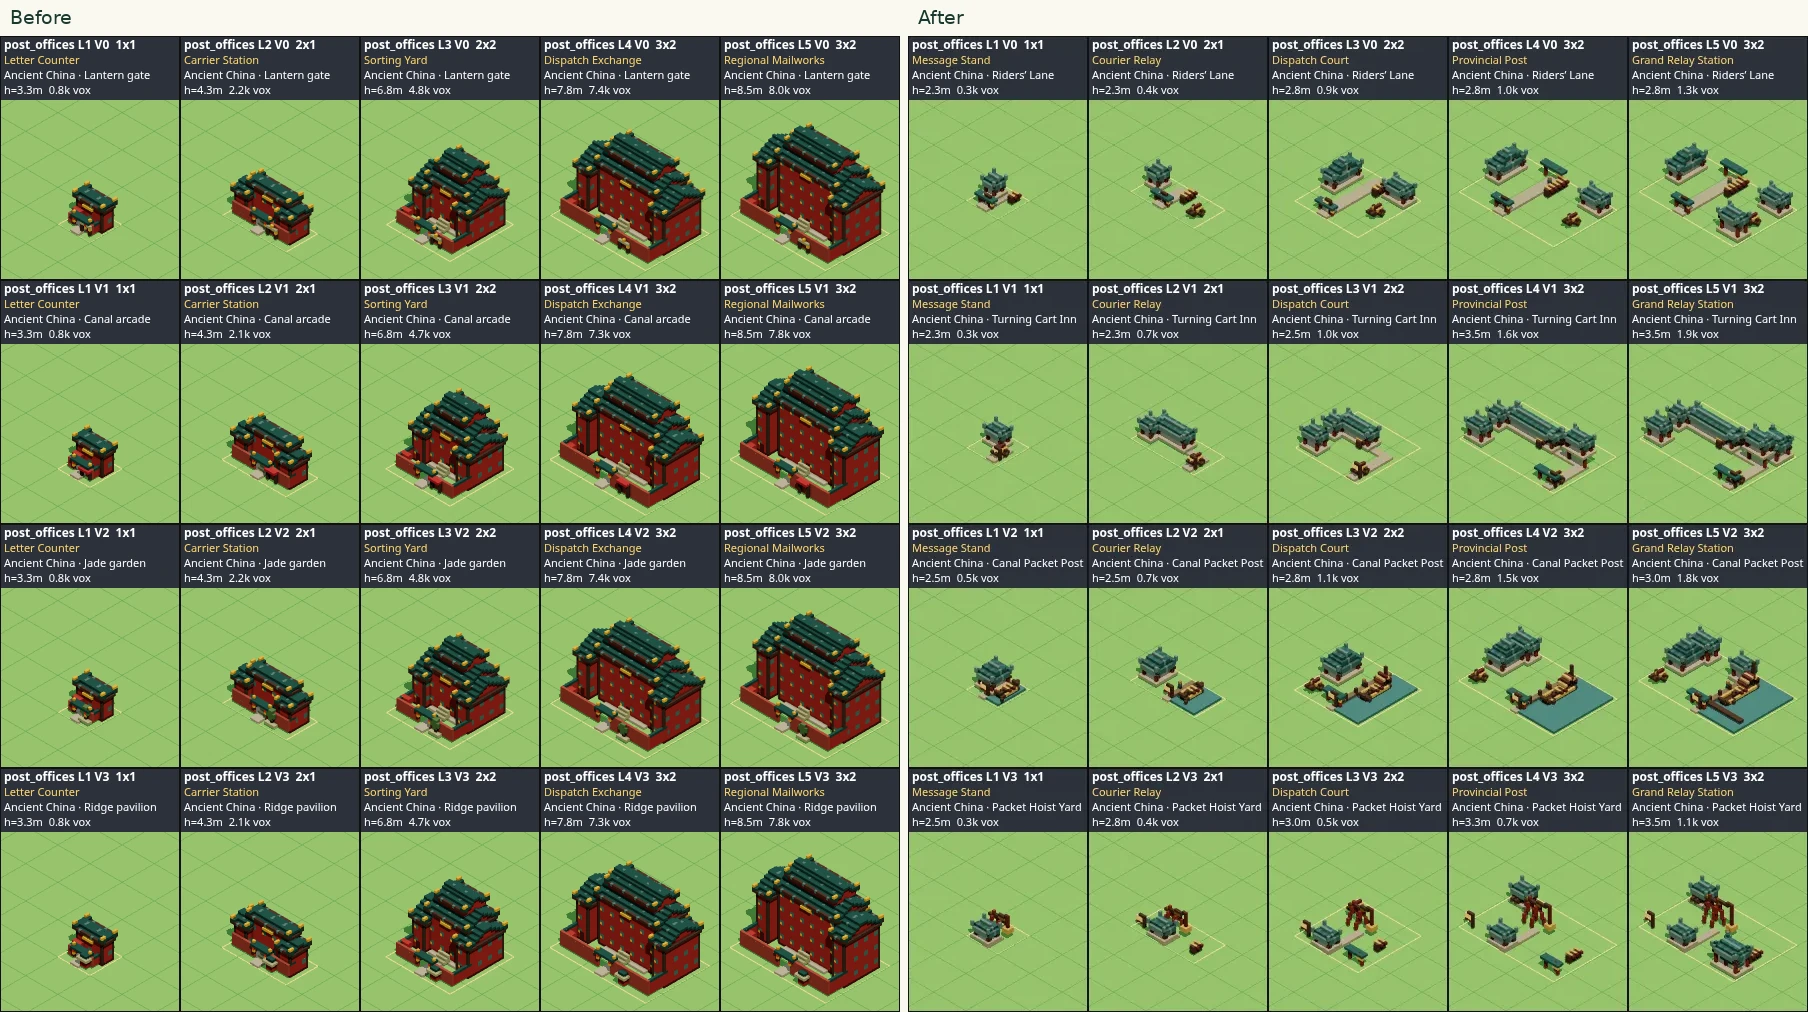 Before
After
post_offices L1 V0 1x1
Letter Counter
Ancient China · Lantern gate
h=3.3m 0.8k vox
post_offices L2 V0 2x1
Carrier Station
Ancient China · Lantern gate
h=4.3m 2.2k vox
post_offices L3 V0 2x2
Sorting Yard
Ancient China · Lantern gate
h=6.8m 4.8k vox
post_offices L4 V0 3x2
Dispatch Exchange
Ancient China · Lantern gate
h=7.8m 7.4k vox
post_offices L5 V0 3x2
Regional Mailworks
Ancient China · Lantern gate
h=8.5m 8.0k vox
post_offices L1 V0 1x1
Message Stand
Ancient China · Riders’ Lane
h=2.3m 0.3k vox
post_offices L2 V0 2x1
Courier Relay
Ancient China · Riders’ Lane
h=2.3m 0.4k vox
post_offices L3 V0 2x2
Dispatch Court
Ancient China · Riders’ Lane
h=2.8m 0.9k vox
post_offices L4 V0 3x2
Provincial Post
Ancient China · Riders’ Lane
h=2.8m 1.0k vox
post_offices L5 V0 3x2
Grand Relay Station
Ancient China · Riders’ Lane
h=2.8m 1.3k vox
post_offices L1 V1 1x1
Letter Counter
Ancient China · Canal arcade
h=3.3m 0.8k vox
post_offices L2 V1 2x1
Carrier Station
Ancient China · Canal arcade
h=4.3m 2.1k vox
post_offices L3 V1 2x2
Sorting Yard
Ancient China · Canal arcade
h=6.8m 4.7k vox
post_offices L4 V1 3x2
Dispatch Exchange
Ancient China · Canal arcade
h=7.8m 7.3k vox
post_offices L5 V1 3x2
Regional Mailworks
Ancient China · Canal arcade
h=8.5m 7.8k vox
post_offices L1 V1 1x1
Message Stand
Ancient China · Turning Cart Inn
h=2.3m 0.3k vox
post_offices L2 V1 2x1
Courier Relay
Ancient China · Turning Cart Inn
h=2.3m 0.7k vox
post_offices L3 V1 2x2
Dispatch Court
Ancient China · Turning Cart Inn
h=2.5m 1.0k vox
post_offices L4 V1 3x2
Provincial Post
Ancient China · Turning Cart Inn
h=3.5m 1.6k vox
post_offices L5 V1 3x2
Grand Relay Station
Ancient China · Turning Cart Inn
h=3.5m 1.9k vox
post_offices L1 V2 1x1
Letter Counter
Ancient China · Jade garden
h=3.3m 0.8k vox
post_offices L2 V2 2x1
Carrier Station
Ancient China · Jade garden
h=4.3m 2.2k vox
post_offices L3 V2 2x2
Sorting Yard
Ancient China · Jade garden
h=6.8m 4.8k vox
post_offices L4 V2 3x2
Dispatch Exchange
Ancient China · Jade garden
h=7.8m 7.4k vox
post_offices L5 V2 3x2
Regional Mailworks
Ancient China · Jade garden
h=8.5m 8.0k vox
post_offices L1 V2 1x1
Message Stand
Ancient China · Canal Packet Post
h=2.5m 0.5k vox
post_offices L2 V2 2x1
Courier Relay
Ancient China · Canal Packet Post
h=2.5m 0.7k vox
post_offices L3 V2 2x2
Dispatch Court
Ancient China · Canal Packet Post
h=2.8m 1.1k vox
post_offices L4 V2 3x2
Provincial Post
Ancient China · Canal Packet Post
h=2.8m 1.5k vox
post_offices L5 V2 3x2
Grand Relay Station
Ancient China · Canal Packet Post
h=3.0m 1.8k vox
post_offices L1 V3 1x1
Letter Counter
Ancient China · Ridge pavilion
h=3.3m 0.8k vox
post_offices L2 V3 2x1
Carrier Station
Ancient China · Ridge pavilion
h=4.3m 2.1k vox
post_offices L3 V3 2x2
Sorting Yard
Ancient China · Ridge pavilion
h=6.8m 4.7k vox
post_offices L4 V3 3x2
Dispatch Exchange
Ancient China · Ridge pavilion
h=7.8m 7.3k vox
post_offices L5 V3 3x2
Regional Mailworks
Ancient China · Ridge pavilion
h=8.5m 7.8k vox
post_offices L1 V3 1x1
Message Stand
Ancient China · Packet Hoist Yard
h=2.5m 0.3k vox
post_offices L2 V3 2x1
Courier Relay
Ancient China · Packet Hoist Yard
h=2.8m 0.4k vox
post_offices L3 V3 2x2
Dispatch Court
Ancient China · Packet Hoist Yard
h=3.0m 0.5k vox
post_offices L4 V3 3x2
Provincial Post
Ancient China · Packet Hoist Yard
h=3.3m 0.7k vox
post_offices L5 V3 3x2
Grand Relay Station
Ancient China · Packet Hoist Yard
h=3.5m 1.1k vox